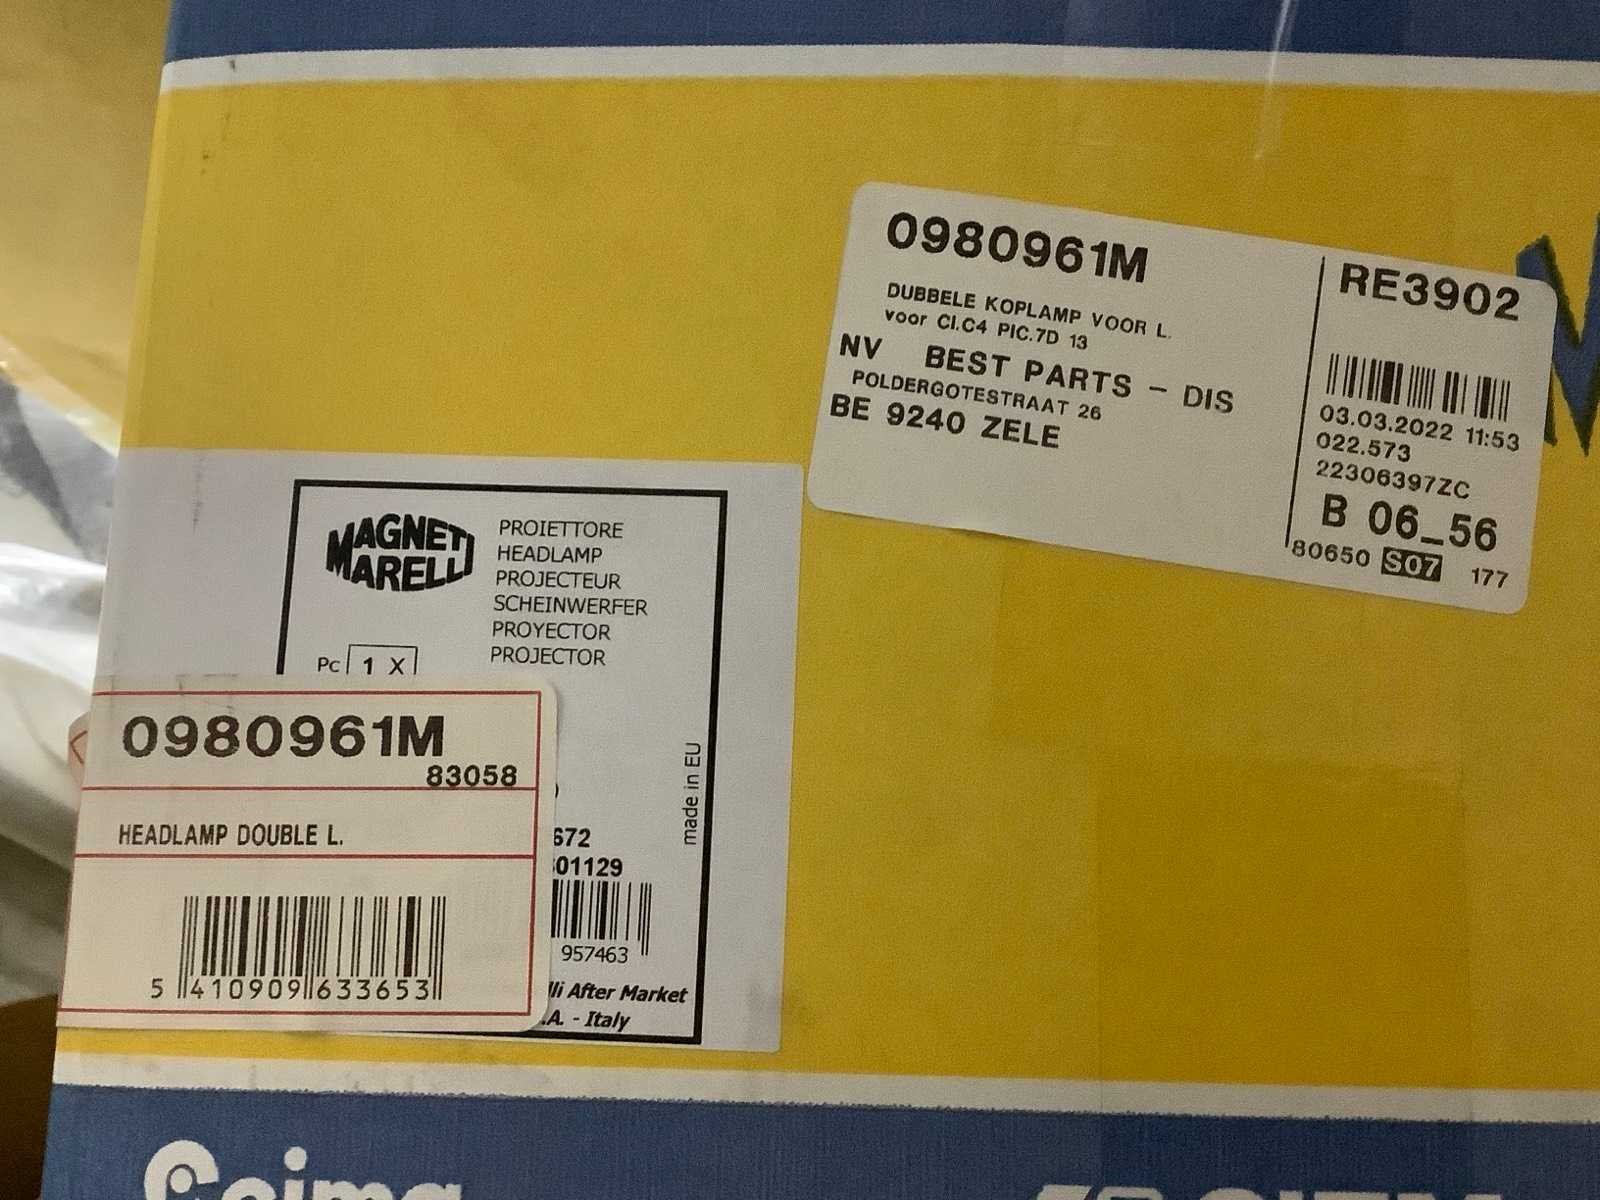 0980961M
DUBBELE KOPLAMP VOOR L.
voor CI.C4 PIC.7D 13
NV BEST PARTS - DIS
POLDERGOTESTRAAT 26
BE 9240 ZELE
RE3902
03.03.2022 11:53
022.573
22306397ZC
B 06_56
80650 S07 177
MAGNETI
MARELLI
PROIETTORE
HEADLAMP
PROJECTEUR
SCHEINWERFER
PROYECTOR
PROJECTOR
Pc 1 X
made in EU
672
01129
957463
lli After Market
.A. - Italy
0980961M
83058
HEADLAMP DOUBLE L.
5 410909 633653